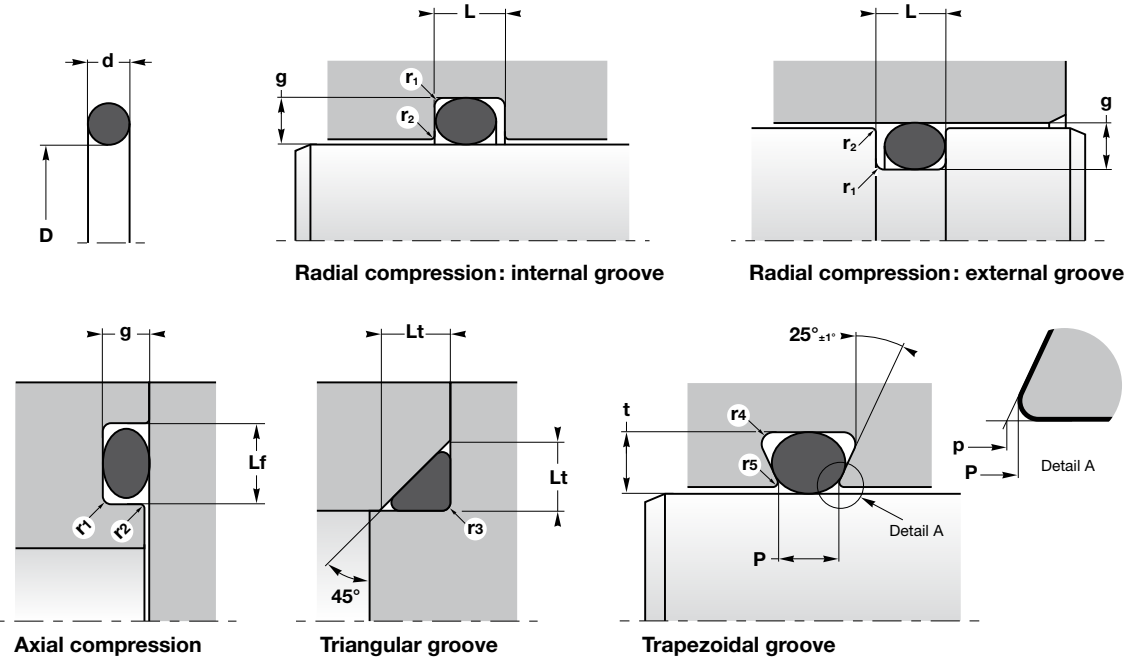 d
D
L
g
r1
r2
Radial compression: internal groove
L
g
r2
r1
Radial compression: external groove
g
Lf
r1
r2
Axial compression
Lt
Lt
r3
45°
Triangular groove
25°±1°
t
r4
r5
P
Detail A
Trapezoidal groove
p
P
Detail A